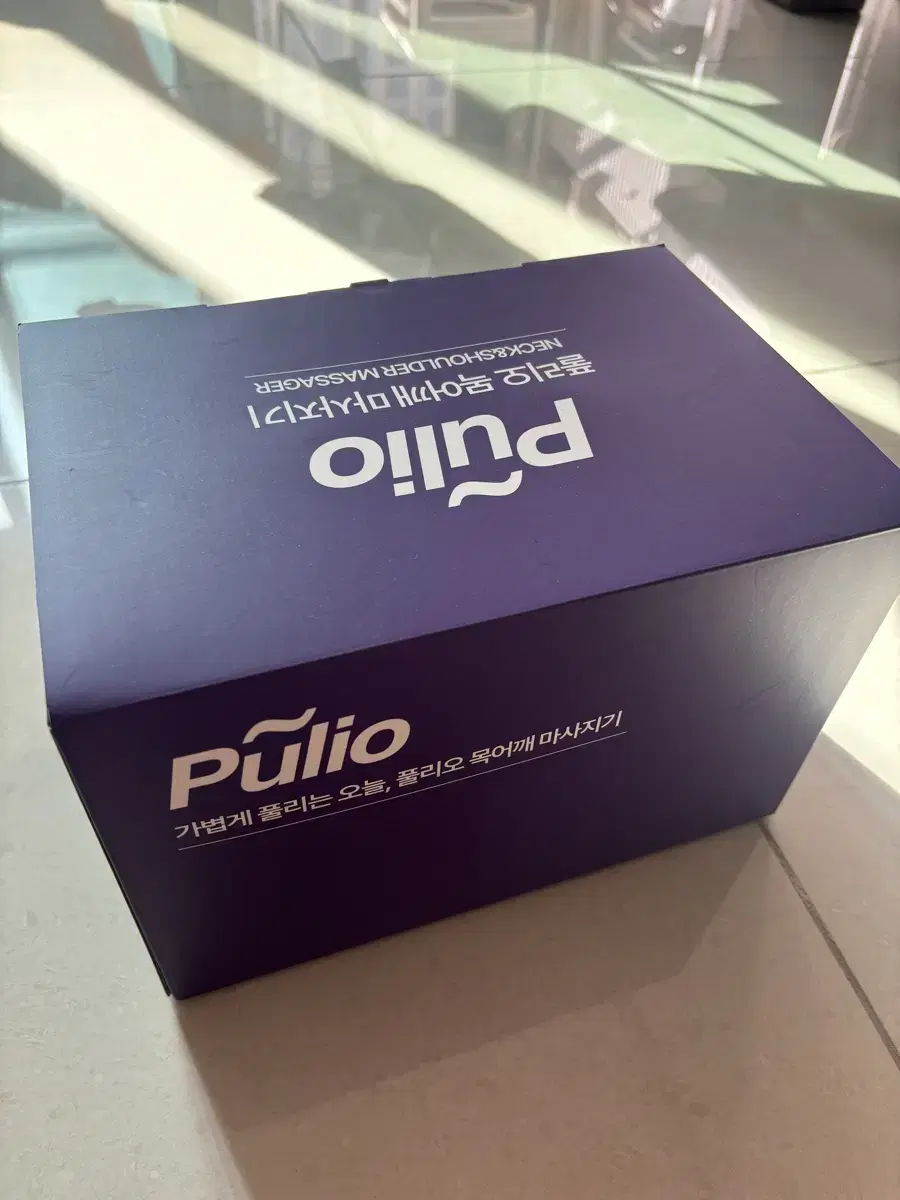 Pulio
풀리오 목어깨 마사지기
NECK&SHOULDER MASSAGER
Pulio
가볍게 풀리는 오늘, 풀리오 목어깨 마사지기